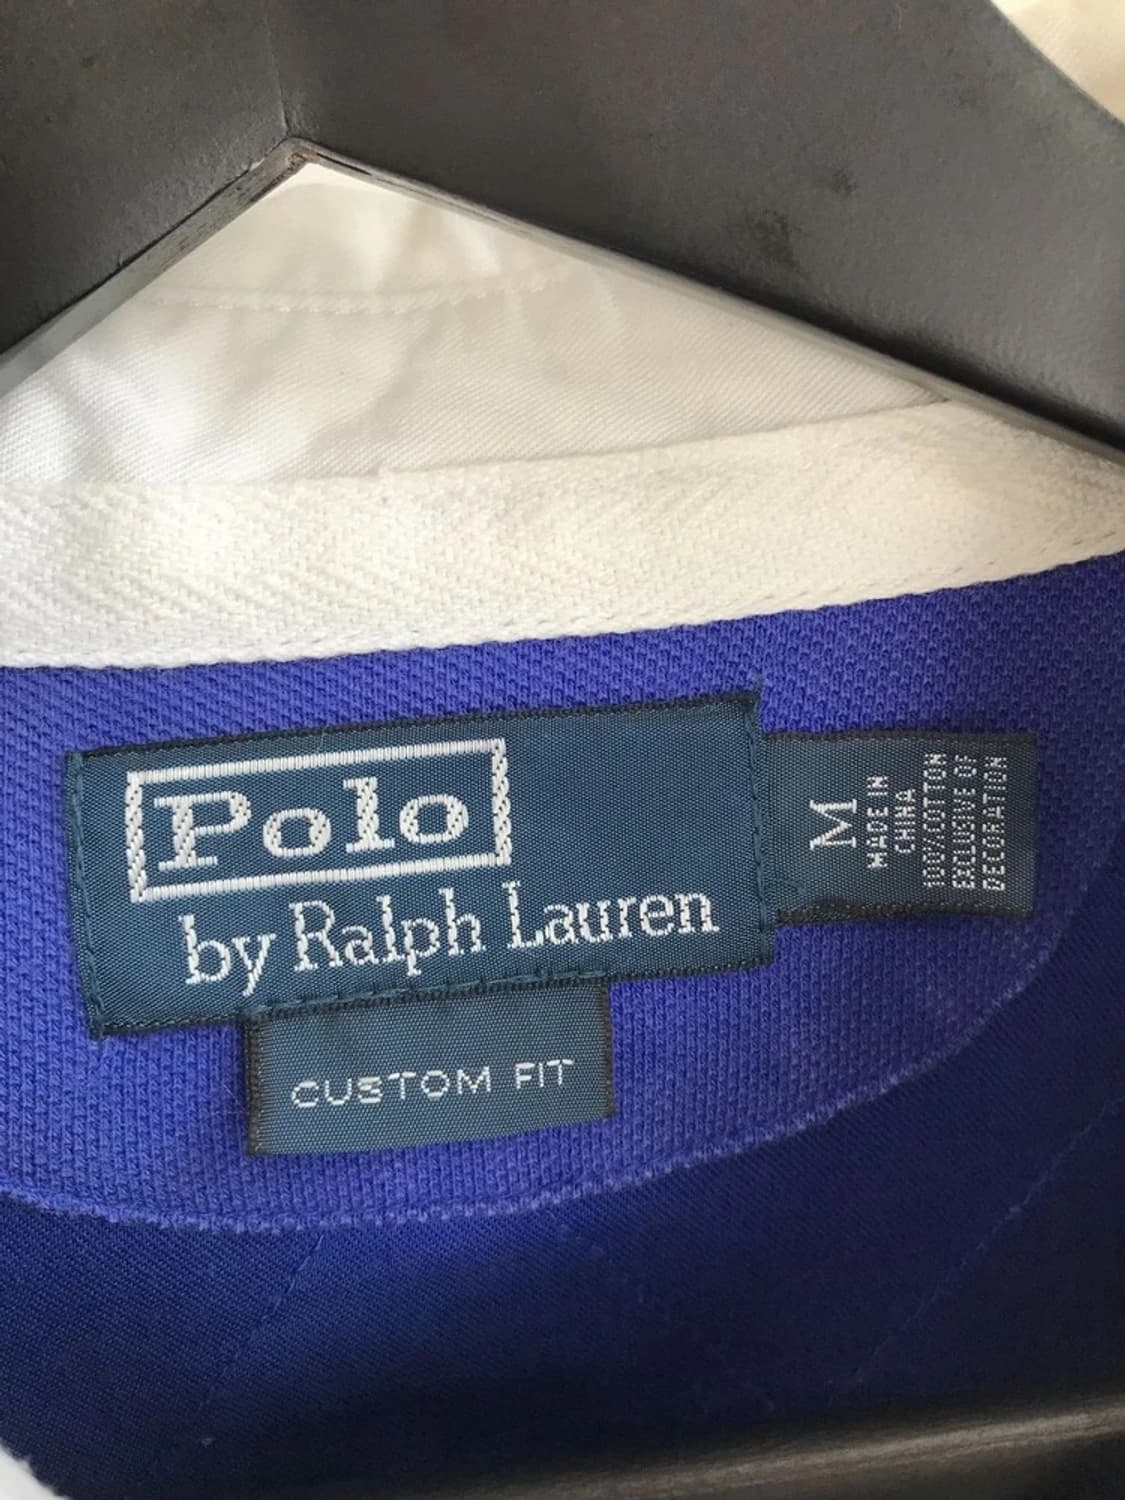 Polo
by Ralph Lauren
M
MADE IN
CHINA
100%COTTON
EXCLUSIVE OF
DECORATION
CUSTOM FIT